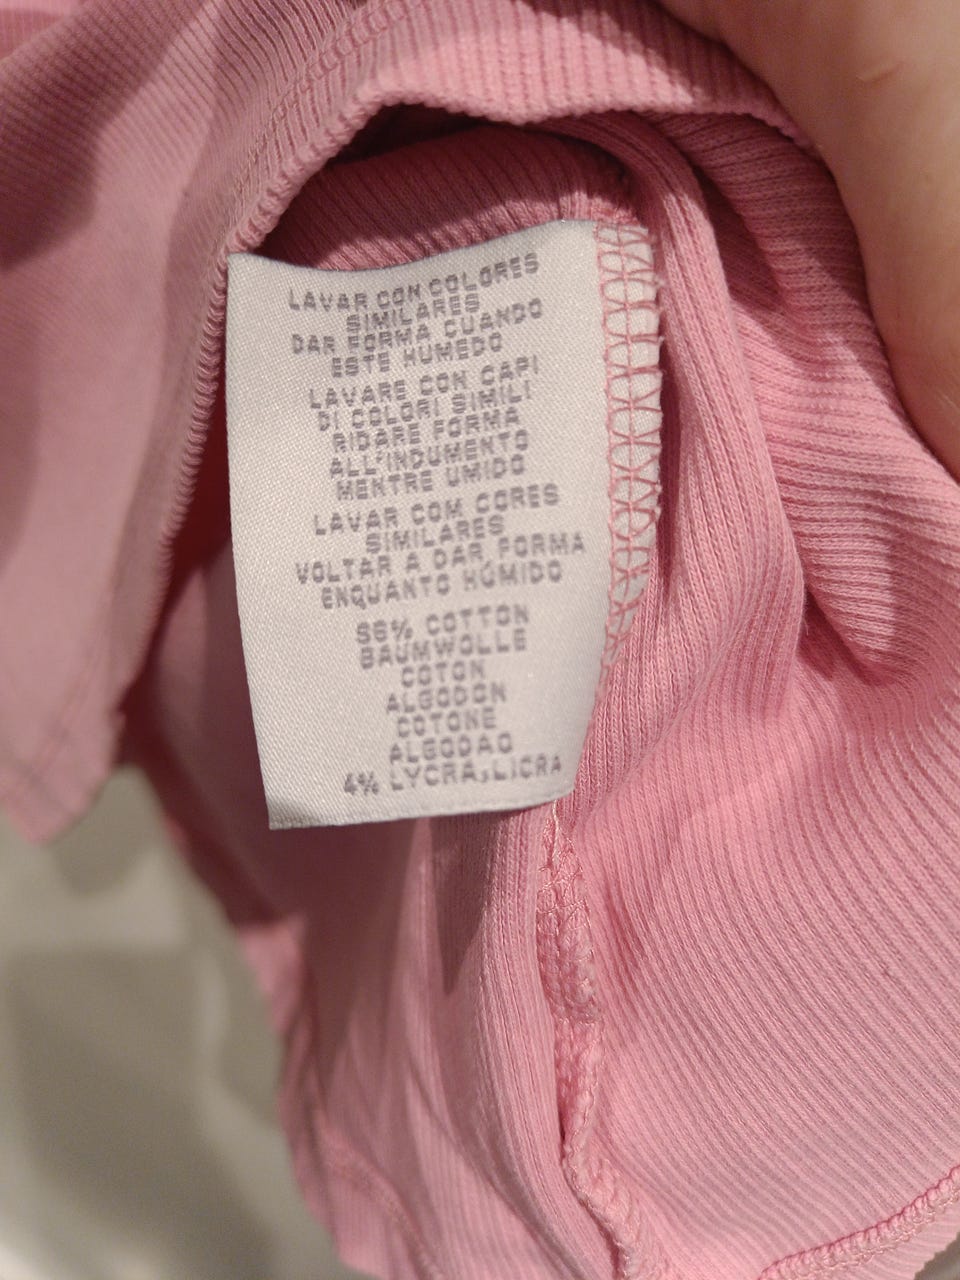 LAVAR CON COLORES
SIMILARES
DAR FORMA CUANDO
ESTE HUMEDO
LAVARE CON CAPI
DI COLORI SIMILI
RIDARE FORMA
ALL'INDUMENTO
MENTRE UMIDO
LAVAR COM CORES
SIMILARES
VOLTAR A DAR FORMA
ENQUANTO HÚMIDO
96% COTTON
BAUMWOLLE
COTON
ALGODON
COTONE
ALGODAO
4% LYCRA,LICRA